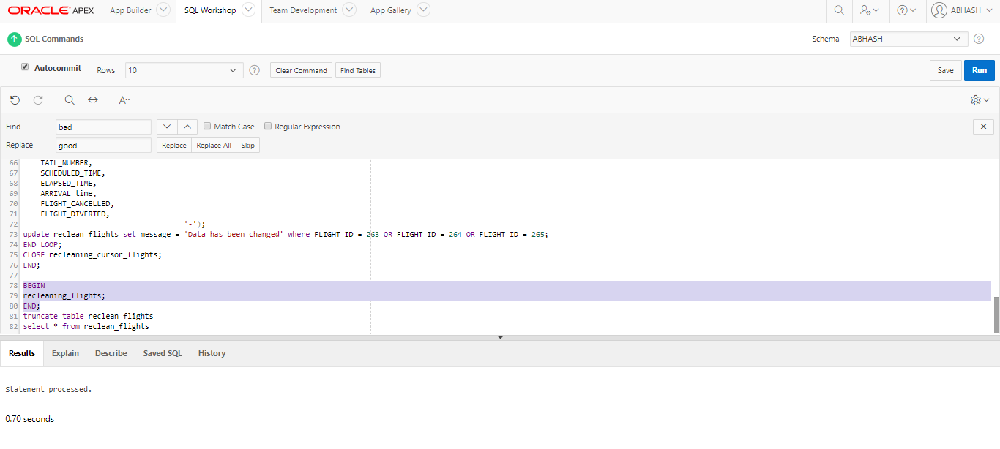 ORACLE APEX App Builder SQL Workshop Team Development App Gallery ABHASH
SQL Commands Schema ABHASH
Autocommit Rows 10 Clear Command Find Tables Save Run
A
Find bad Match Case Regular Expression
Replace good Replace Replace All Skip
66 TAIL_NUMBER,
67 SCHEDULED_TIME,
68 ELAPSED_TIME,
69 ARRIVAL_time,
70 FLIGHT_CANCELLED,
71 FLIGHT_DIVERTED,
72 '-');
73 update reclean_flights set message = 'Data has been changed' where FLIGHT_ID = 263 OR FLIGHT_ID = 264 OR FLIGHT_ID = 265;
74 END LOOP;
75 CLOSE recleaning_cursor_flights;
76 END;
77
78 BEGIN
79 recleaning_flights;
80 END;
81 truncate table reclean_flights
82 select * from reclean_flights
Results Explain Describe Saved SQL History
Statement processed.
0.70 seconds